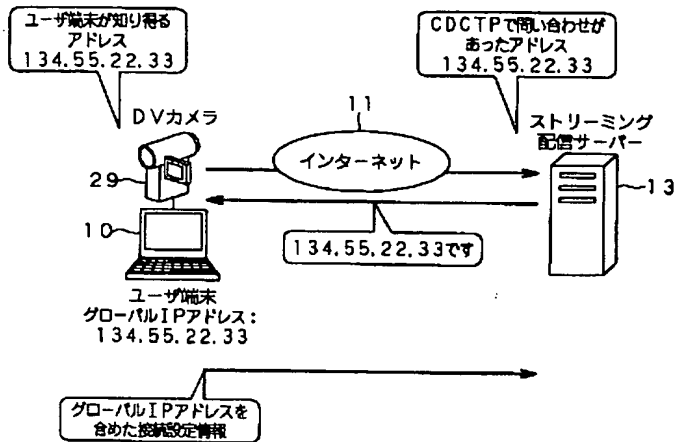 ユーザ端末が知り得る
アドレス
134.55.22.33
CDCTPで問い合わせが
あったアドレス
134.55.22.33
DVカメラ
11
ストリーミング
配信サーバー
インターネット
29
13
10
134.55.22.33です
ユーザ端末
グローバルIPアドレス:
134.55.22.33
グローバルIPアドレスを
含めた接続設定情報